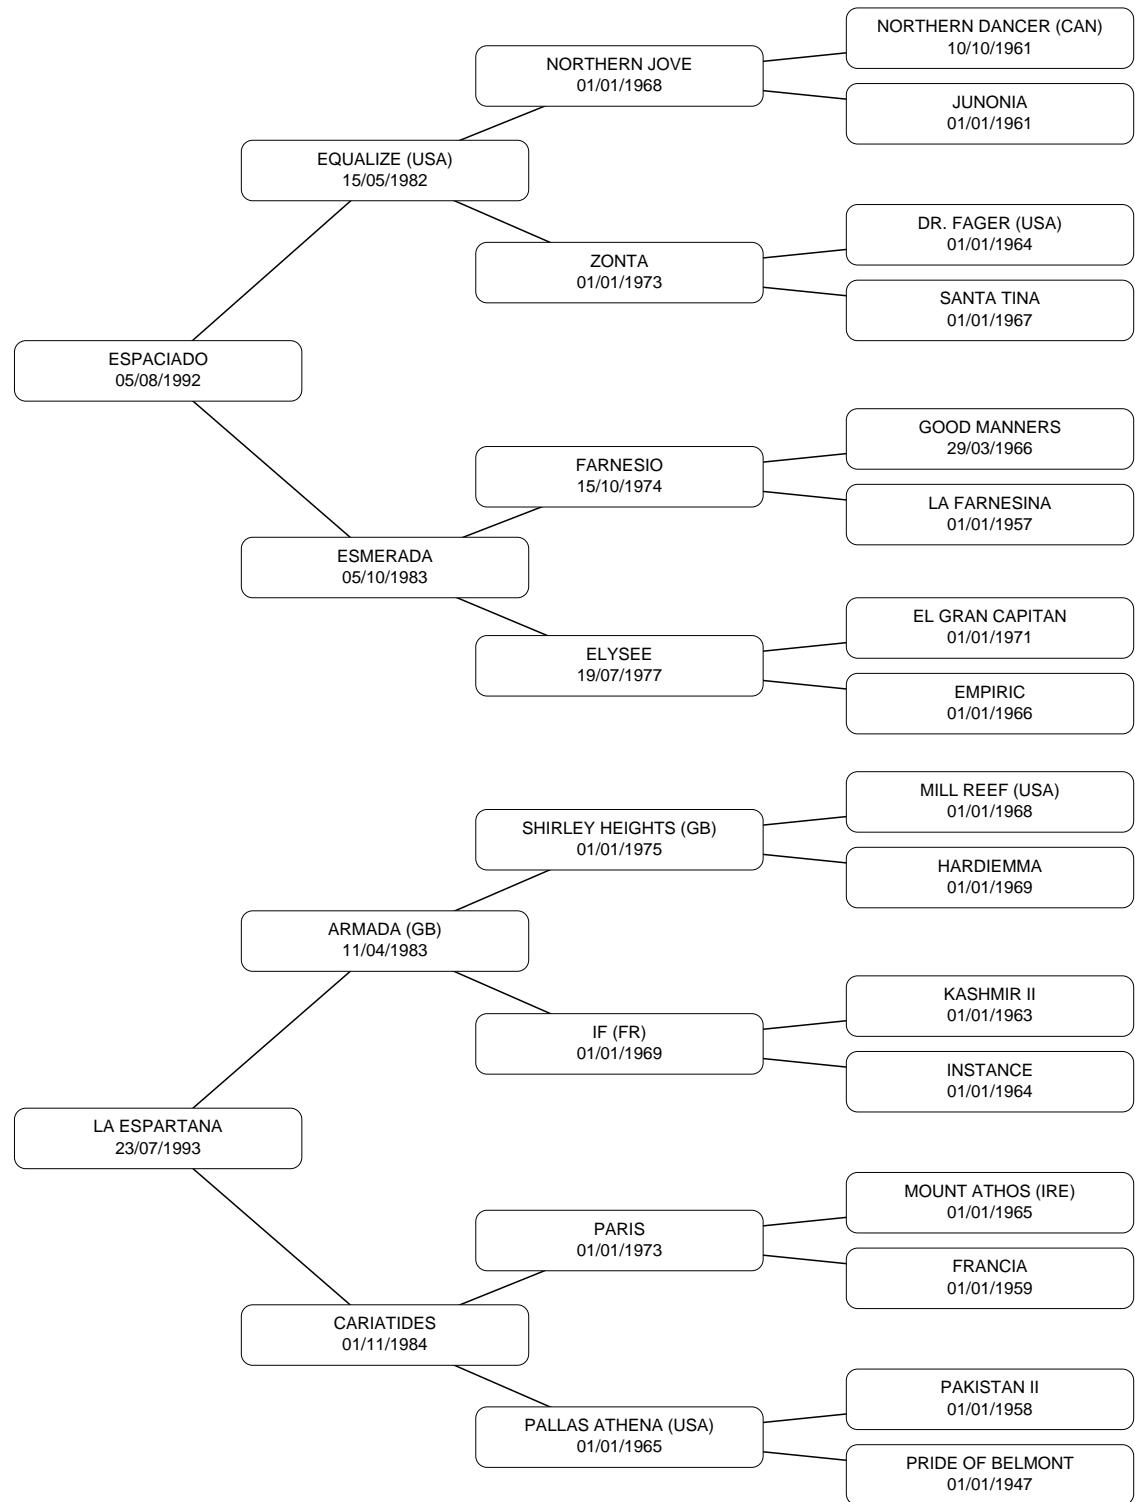 NORTHERN DANCER (CAN)
10/10/1961
NORTHERN JOVE
01/01/1968
JUNONIA
01/01/1961
EQUALIZE (USA)
15/05/1982
DR. FAGER (USA)
01/01/1964
ZONTA
01/01/1973
SANTA TINA
01/01/1967
ESPACIADO
05/08/1992
GOOD MANNERS
29/03/1966
FARNESIO
15/10/1974
LA FARNESINA
01/01/1957
ESMERADA
05/10/1983
EL GRAN CAPITAN
01/01/1971
ELYSEE
19/07/1977
EMPIRIC
01/01/1966
MILL REEF (USA)
01/01/1968
SHIRLEY HEIGHTS (GB)
01/01/1975
HARDIEMMA
01/01/1969
ARMADA (GB)
11/04/1983
KASHMIR II
01/01/1963
IF (FR)
01/01/1969
INSTANCE
01/01/1964
LA ESPARTANA
23/07/1993
MOUNT ATHOS (IRE)
01/01/1965
PARIS
01/01/1973
FRANCIA
01/01/1959
CARIATIDES
01/11/1984
PAKISTAN II
01/01/1958
PALLAS ATHENA (USA)
01/01/1965
PRIDE OF BELMONT
01/01/1947